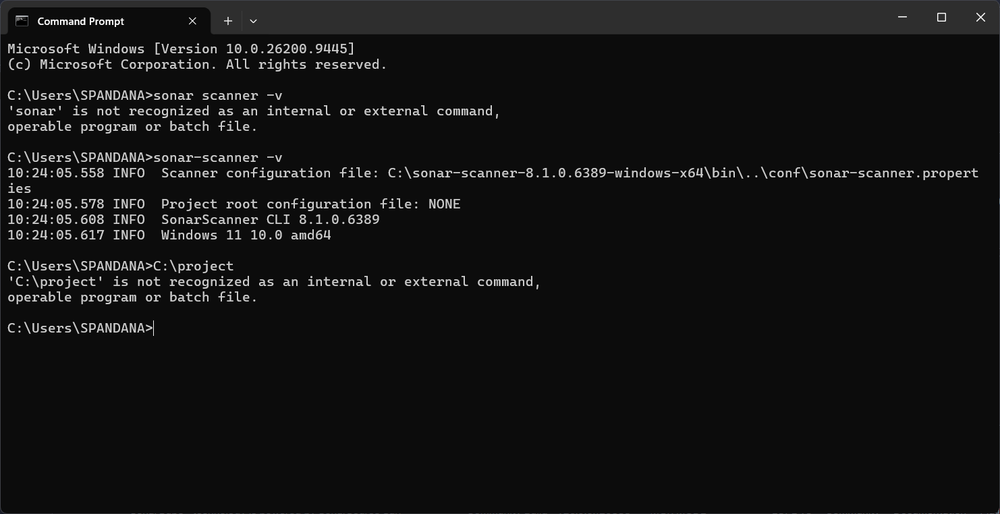 Command Prompt
Microsoft Windows [Version 10.0.26200.9445]
(c) Microsoft Corporation. All rights reserved.
C:\Users\SPANDANA>sonar scanner -v
'sonar' is not recognized as an internal or external command,
operable program or batch file.
C:\Users\SPANDANA>sonar-scanner -v
10:24:05.558 INFO  Scanner configuration file: C:\sonar-scanner-8.1.0.6389-windows-x64\bin\..\conf\sonar-scanner.propert
ies
10:24:05.578 INFO  Project root configuration file: NONE
10:24:05.608 INFO  SonarScanner CLI 8.1.0.6389
10:24:05.617 INFO  Windows 11 10.0 amd64
C:\Users\SPANDANA>C:\project
'C:\project' is not recognized as an internal or external command,
operable program or batch file.
C:\Users\SPANDANA>